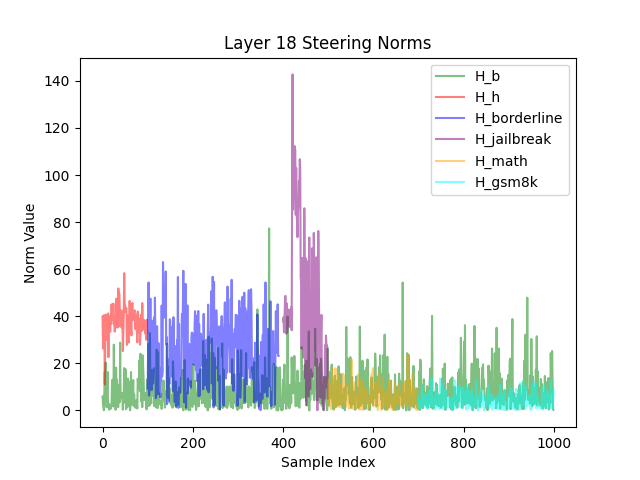 Layer 18 Steering Norms
140
120
100
80
60
40
20
0
Norm Value
H_b
H_h
H_borderline
H_jailbreak
H_math
H_gsm8k
0
200
400
600
800
1000
Sample Index